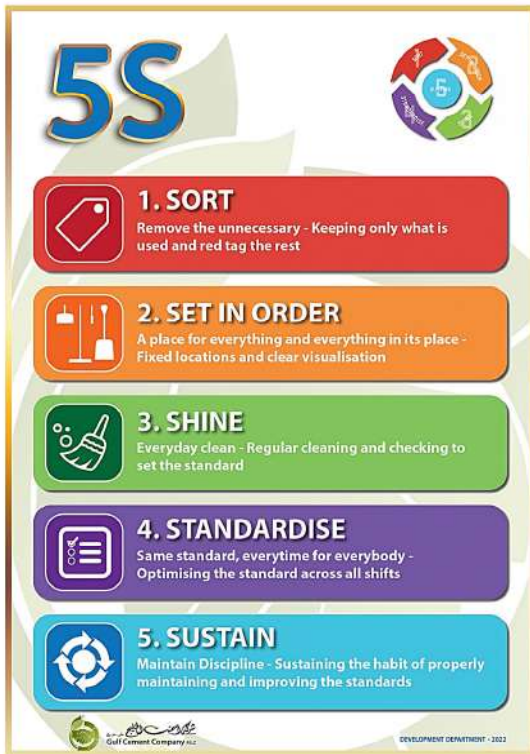 5S
5
1. SORT
Remove the unnecessary - Keeping only what is
used and red tag the rest
2. SET IN ORDER
A place for everything and everything in its place -
Fixed locations and clear visualisation
3. SHINE
Everyday clean - Regular cleaning and checking to
set the standard
4. STANDARDISE
Same standard, everytime for everybody -
Optimising the standard across all shifts
5. SUSTAIN
Maintain Discipline - Sustaining the habit of properly
maintaining and improving the standards
Gulf Cement Company
DEVELOPMENT DEPARTMENT - 2022